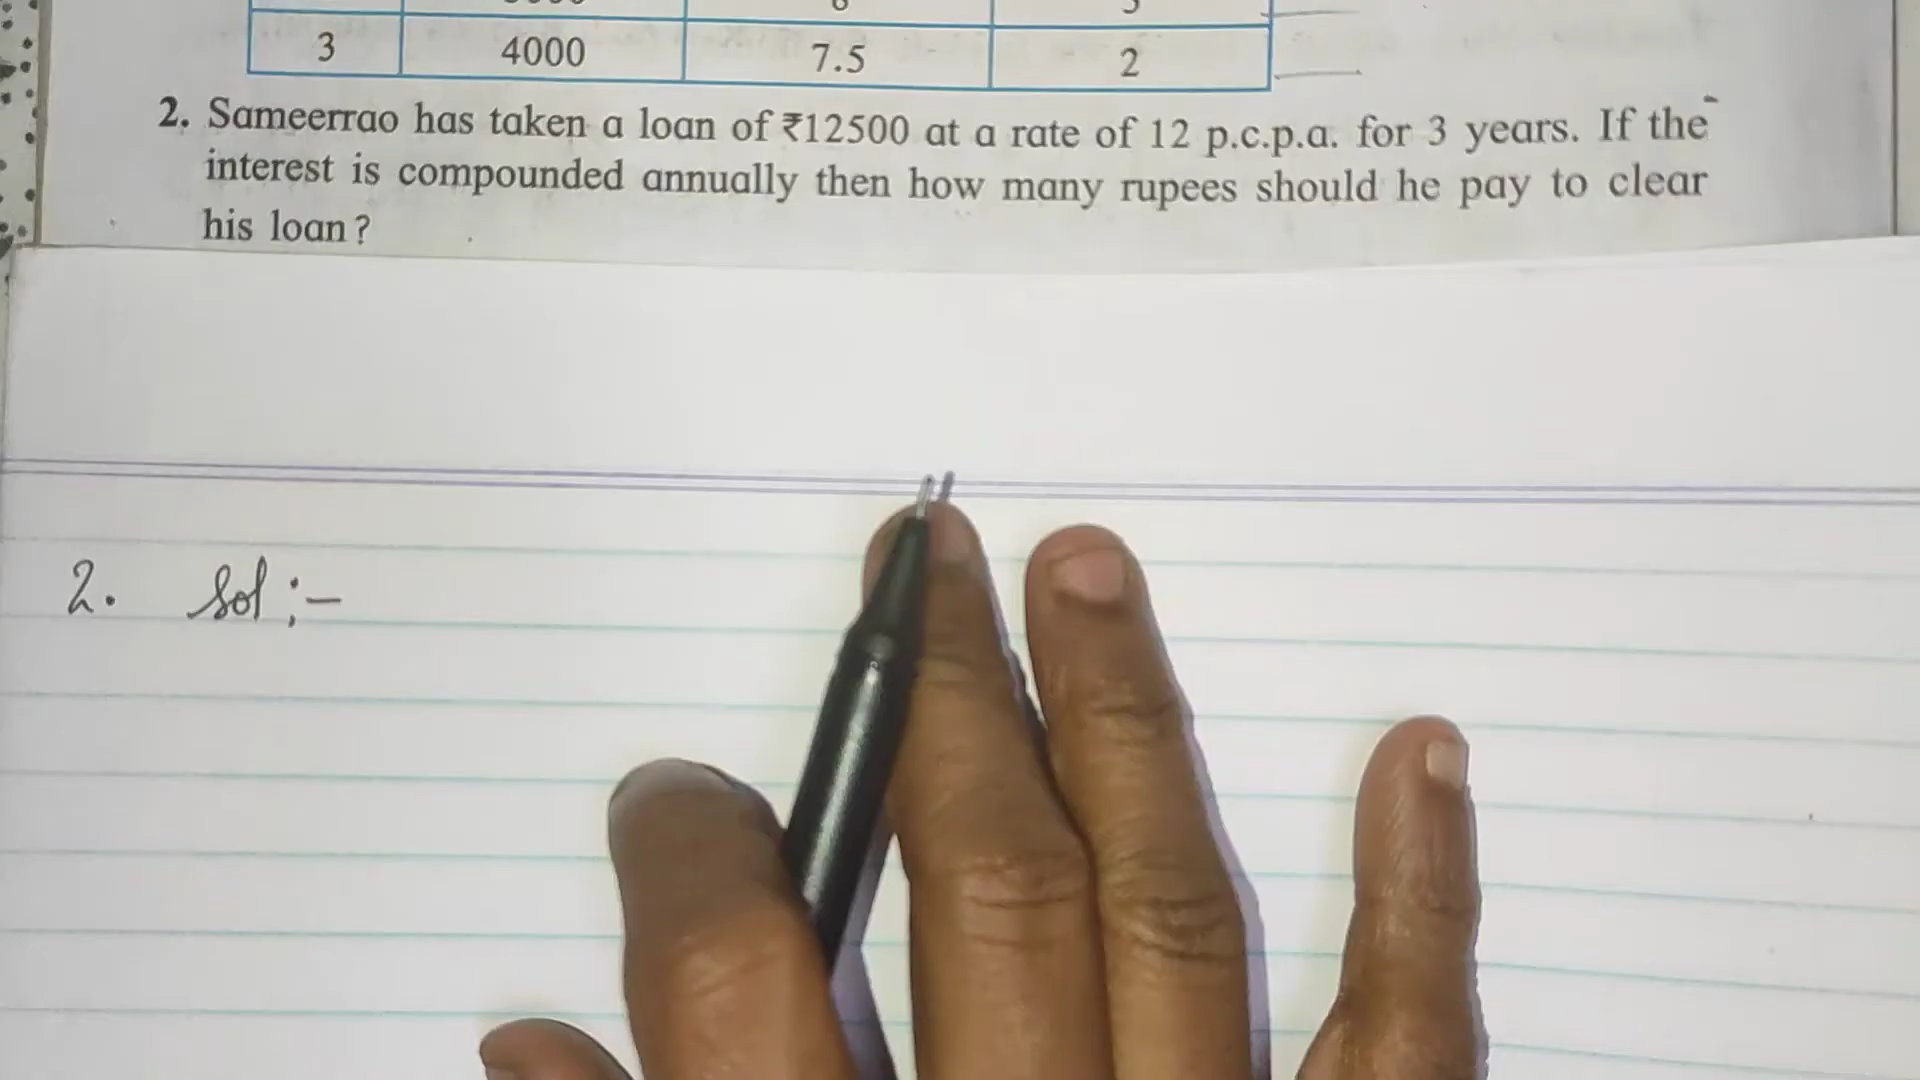 3 4000 7.5 2
2. Sameerrao has taken a loan of ₹12500 at a rate of 12 p.c.p.a. for 3 years. If the
interest is compounded annually then how many rupees should he pay to clear
his loan?
2. Sol :-